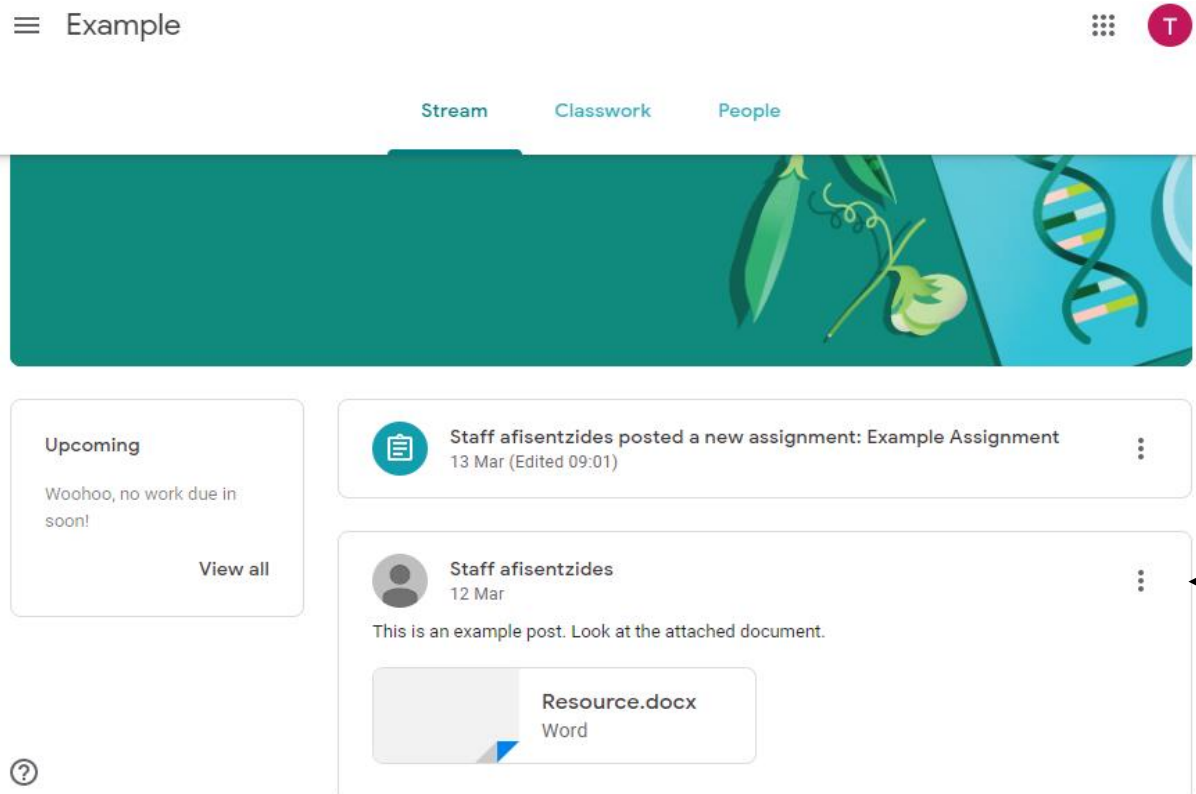 Example
T
Stream Classwork People
Upcoming
Woohoo, no work due in
soon!
View all
Staff afisentzides posted a new assignment: Example Assignment
13 Mar (Edited 09:01)
Staff afisentzides
12 Mar
This is an example post. Look at the attached document.
Resource.docx
Word
?